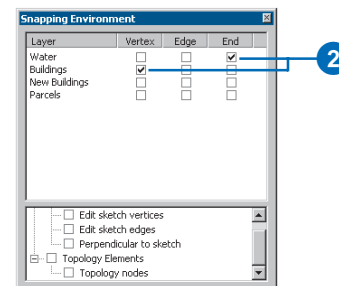 Snapping Environment
Layer Vertex Edge End
Water
2
Buildings
New Buildings
Parcels
Edit sketch vertices
Edit sketch edges
Perpendicular to sketch
Topology Elements
Topology nodes